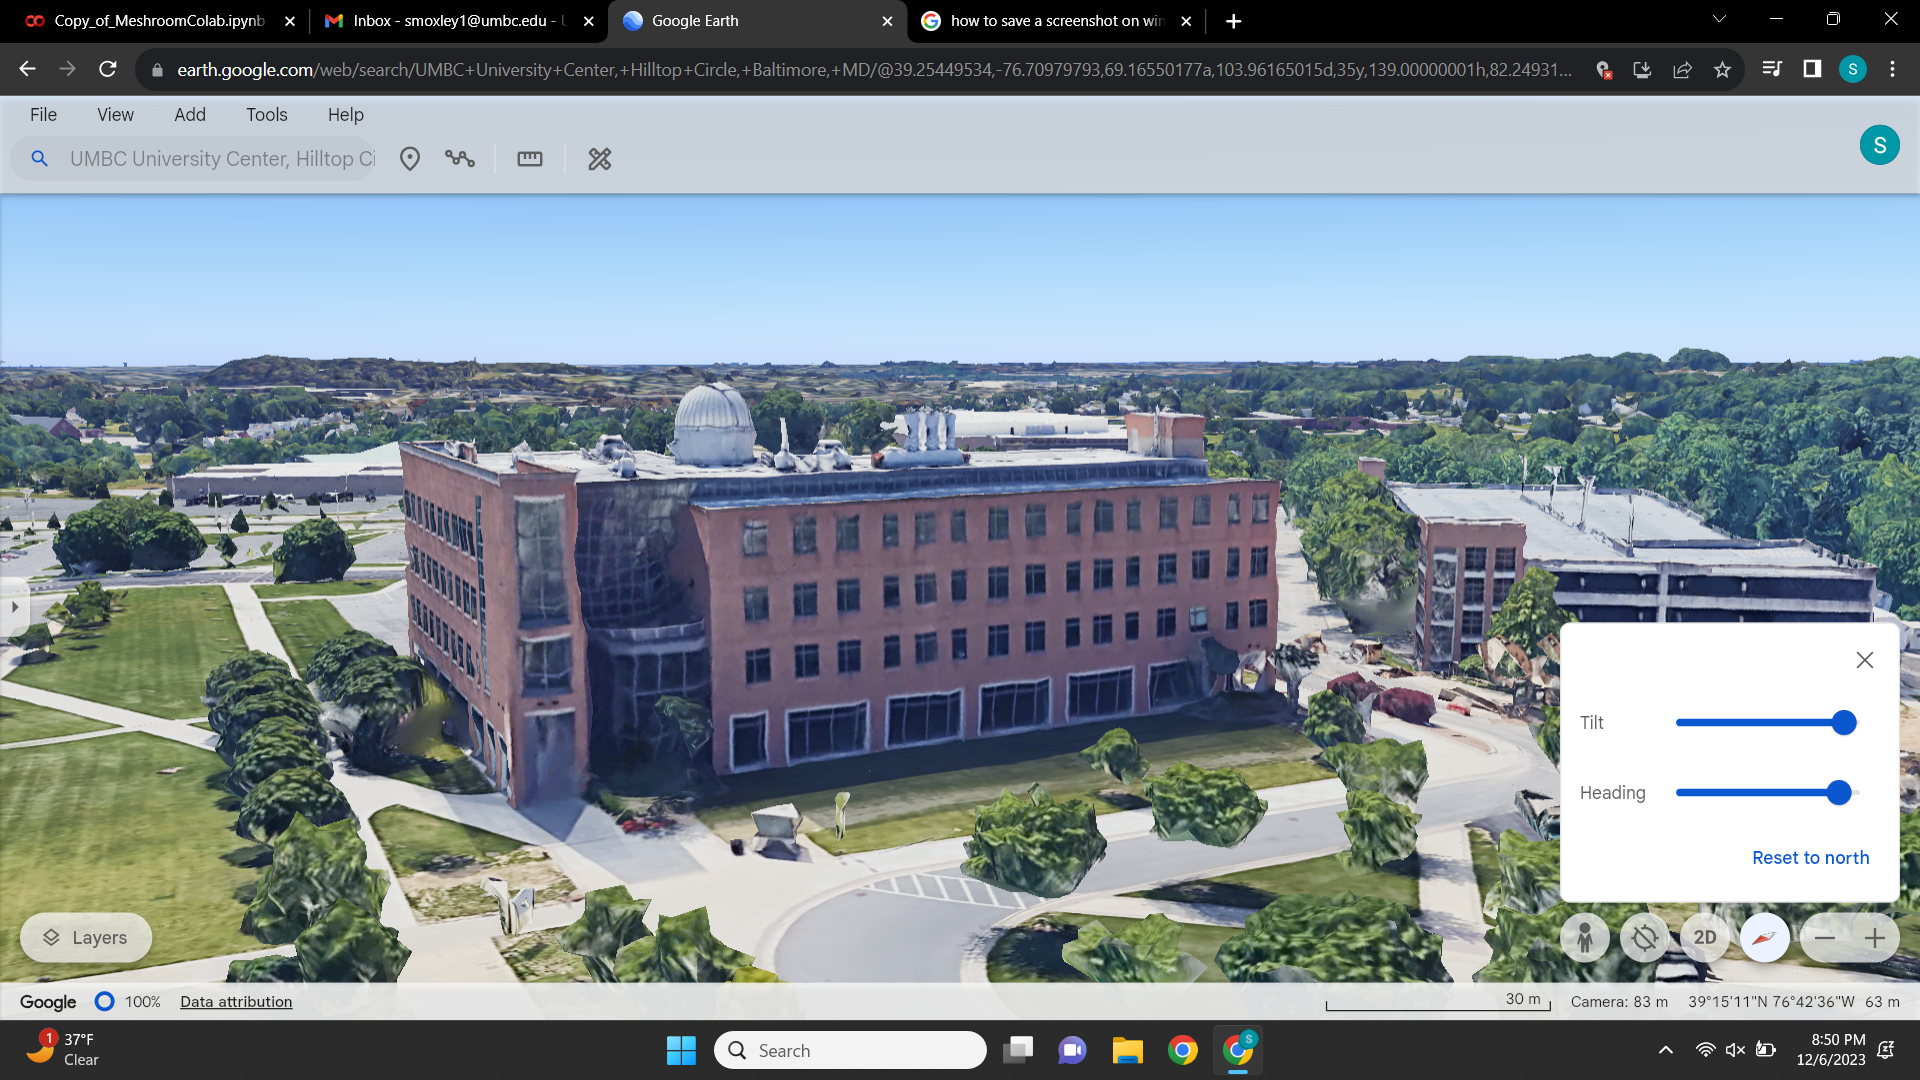 Copy_of_MeshroomColab.ipynb
Inbox - smoxley1@umbc.edu - U
Google Earth
how to save a screenshot on win
earth.google.com/web/search/UMBC+University+Center,+Hilltop+Circle,+Baltimore,+MD/@39.25449534,-76.70979793,69.16550177a,103.96165015d,35y,139.00000001h,82.24931...
S
File View Add Tools Help
UMBC University Center, Hilltop Ci
S
Tilt
Heading
Reset to north
Layers
2D
Google 100% Data attribution
30 m
Camera: 83 m 39°15'11"N 76°42'36"W 63 m
1
37°F
Clear
Search
S
8:50 PM
12/6/2023